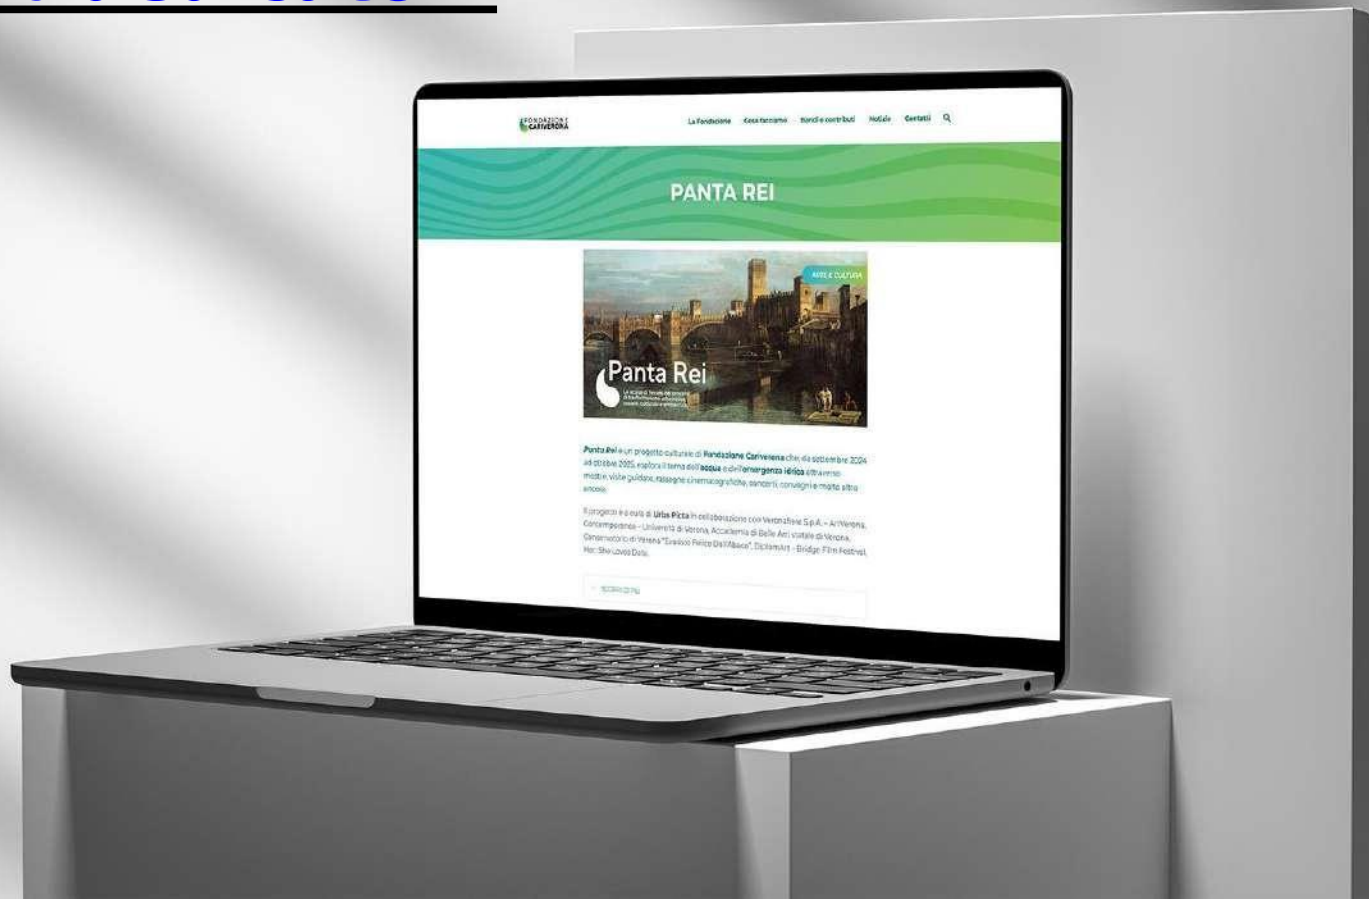 FONDAZIONE
CARIVERONA
La Fondazione Cosa facciamo Bandi e contributi Notizie Contatti
PANTA REI
ARTE E CULTURA
Panta Rei
Panta Rei è un progetto culturale di Fondazione Cariverona che, da settembre 2024
ad ottobre 2025, esplora il tema dell'acqua e dell'emergenza idrica attraverso
mostre, visite guidate, rassegne cinematografiche, concerti, convegni e molto altro
ancora.
Il progetto è a cura di Urbs Picta in collaborazione con Veronafiere S.p.A. – ArtVerona,
Contemporanea – Università di Verona, Accademia di Belle Arti statale di Verona,
Conservatorio di Verona "Evaristo Felice Dall'Abaco", Diplomart - Bridge Film Festival,
Her: She Loves Data.
SCOPRI DI PIÙ